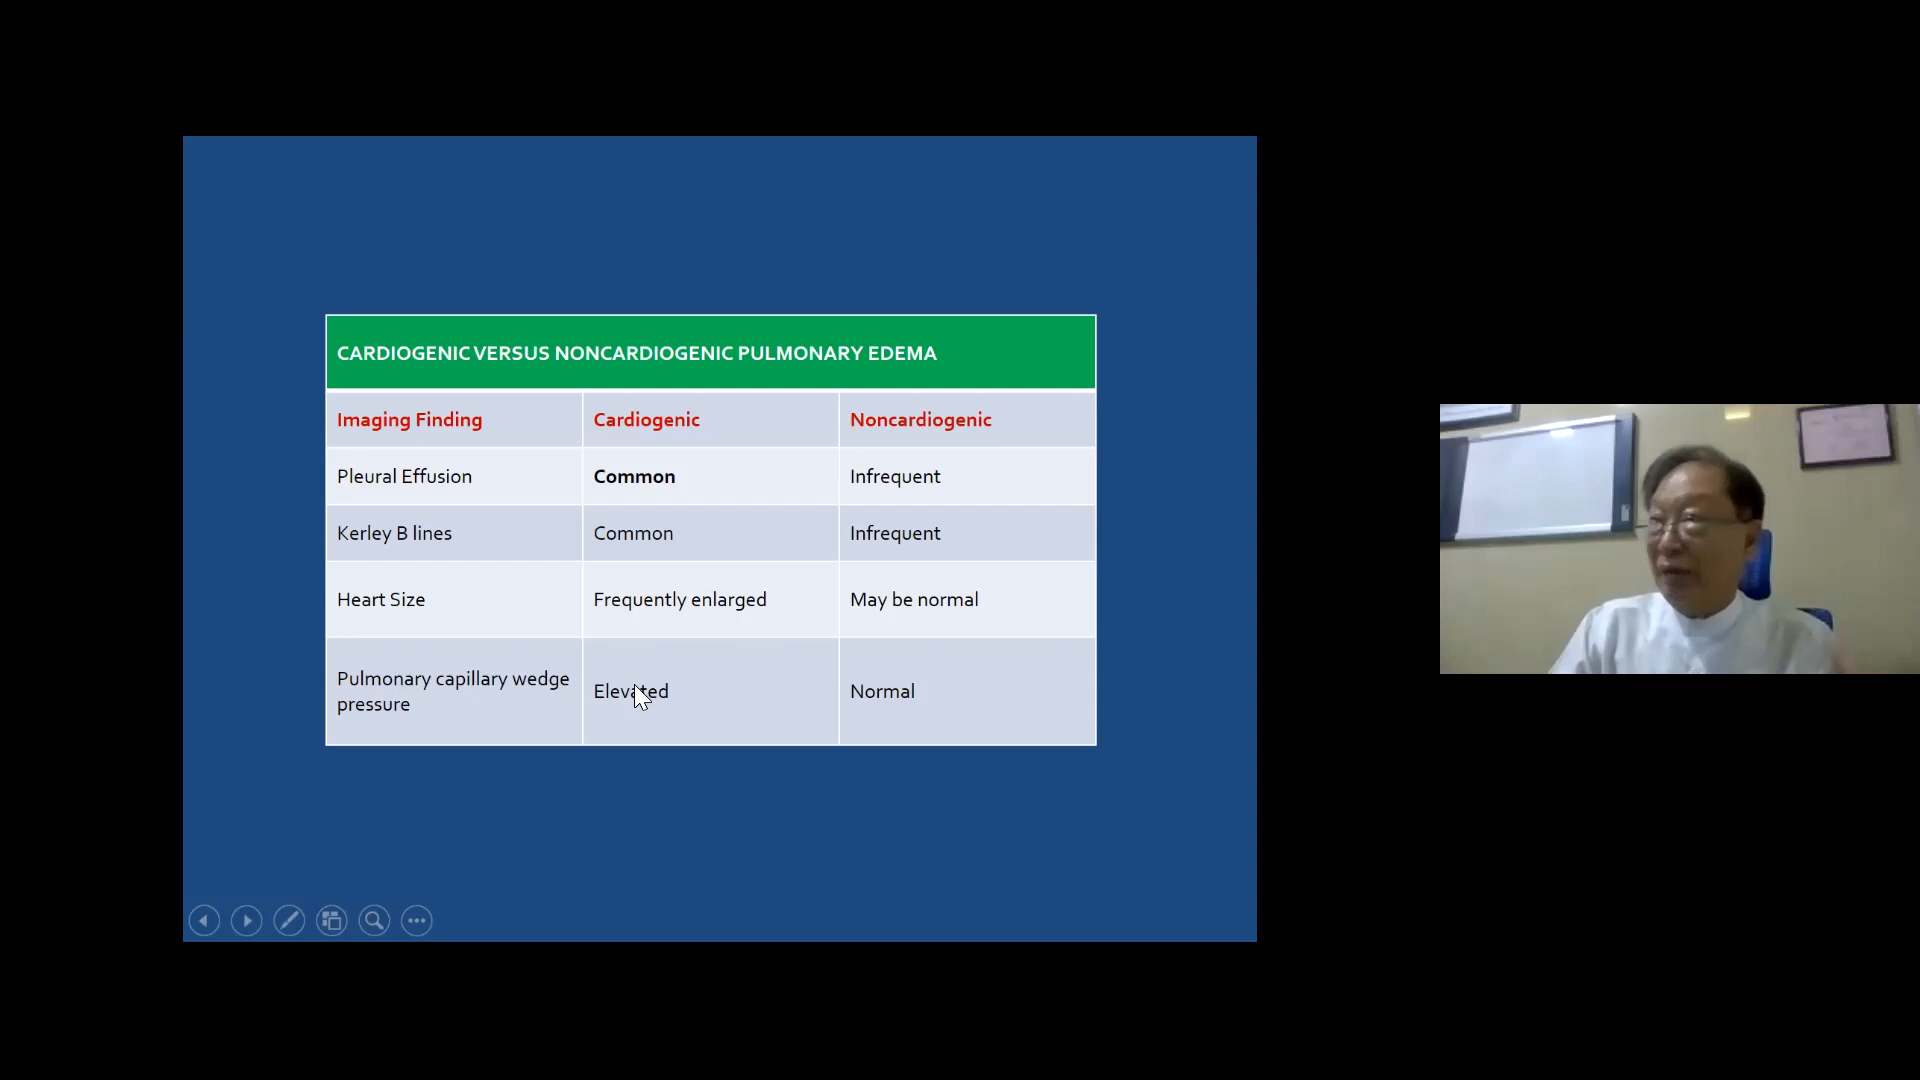 CARDIOGENIC VERSUS NONCARDIOGENIC PULMONARY EDEMA
Imaging Finding Cardiogenic Noncardiogenic
Pleural Effusion Common Infrequent
Kerley B lines Common Infrequent
Heart Size Frequently enlarged May be normal
Pulmonary capillary wedge
pressure Elevated Normal